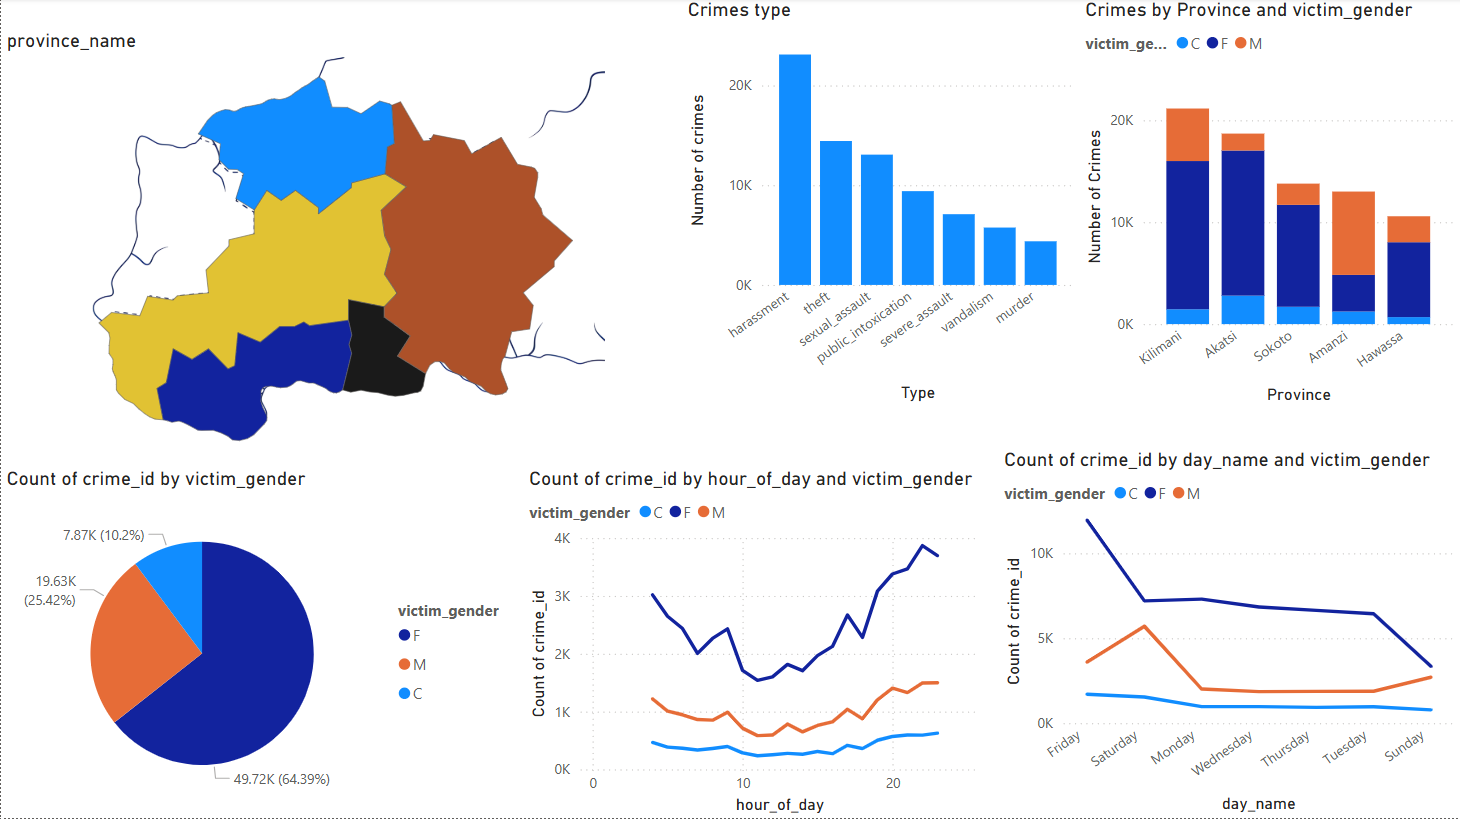 province_name
Crimes type
Number of crimes
20K
10K
0K
harassment
theft
sexual_assault
public_intoxication
severe_assault
vandalism
murder
Type
Crimes by Province and victim_gender
victim_ge... C F M
Number of Crimes
20K
10K
0K
Kilimani
Akatsi
Sokoto
Amanzi
Hawassa
Province
Count of crime_id by victim_gender
7.87K (10.2%)
19.63K
(25.42%)
49.72K (64.39%)
victim_gender
F
M
C
Count of crime_id by hour_of_day and victim_gender
victim_gender C F M
Count of crime_id
4K
3K
2K
1K
0K
0
10
20
hour_of_day
Count of crime_id by day_name and victim_gender
victim_gender C F M
Count of crime_id
10K
5K
0K
Friday
Saturday
Monday
Wednesday
Thursday
Tuesday
Sunday
day_name